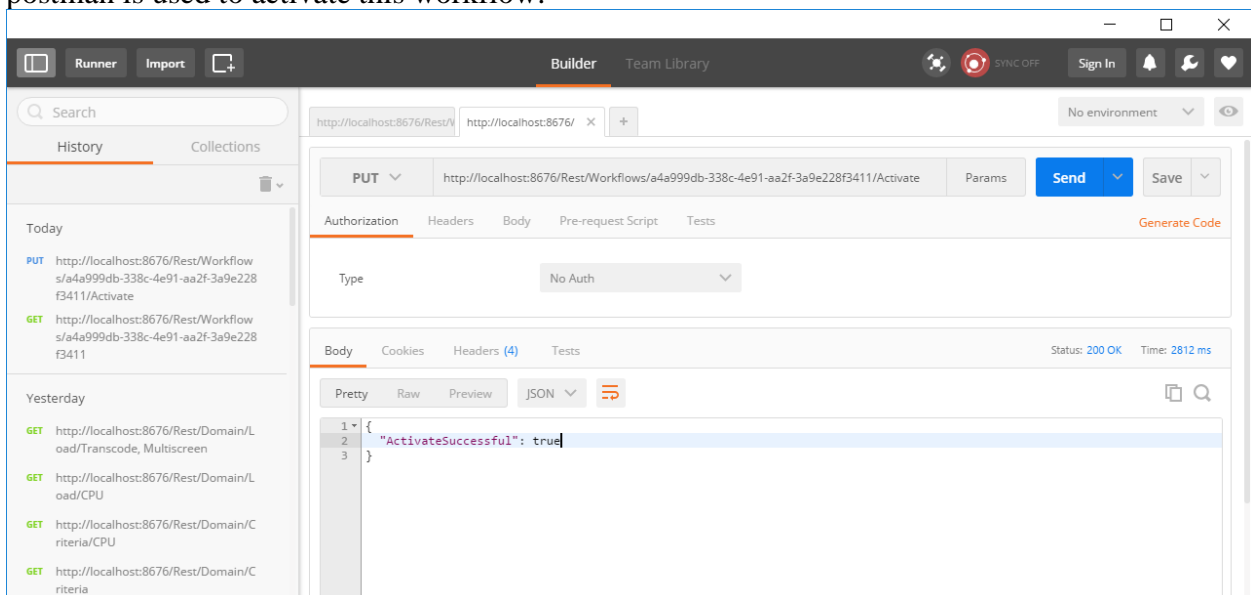 postman is used to activate this workflow.
Runner Import Builder Team Library SYNC OFF Sign In
Search
History Collections
Today
PUT http://localhost:8676/Rest/Workflow
s/a4a999db-338c-4e91-aa2f-3a9e228
f3411/Activate
GET http://localhost:8676/Rest/Workflow
s/a4a999db-338c-4e91-aa2f-3a9e228
f3411
Yesterday
GET http://localhost:8676/Rest/Domain/L
oad/Transcode, Multiscreen
GET http://localhost:8676/Rest/Domain/L
oad/CPU
GET http://localhost:8676/Rest/Domain/C
riteria/CPU
GET http://localhost:8676/Rest/Domain/C
riteria
http://localhost:8676/Rest/ http://localhost:8676/ No environment
PUT http://localhost:8676/Rest/Workflows/a4a999db-338c-4e91-aa2f-3a9e228f3411/Activate Params Send Save
Authorization Headers Body Pre-request Script Tests Generate Code
Type No Auth
Body Cookies Headers (4) Tests Status: 200 OK Time: 2812 ms
Pretty Raw Preview JSON
1 {
2 "ActivateSuccessful": true
3 }